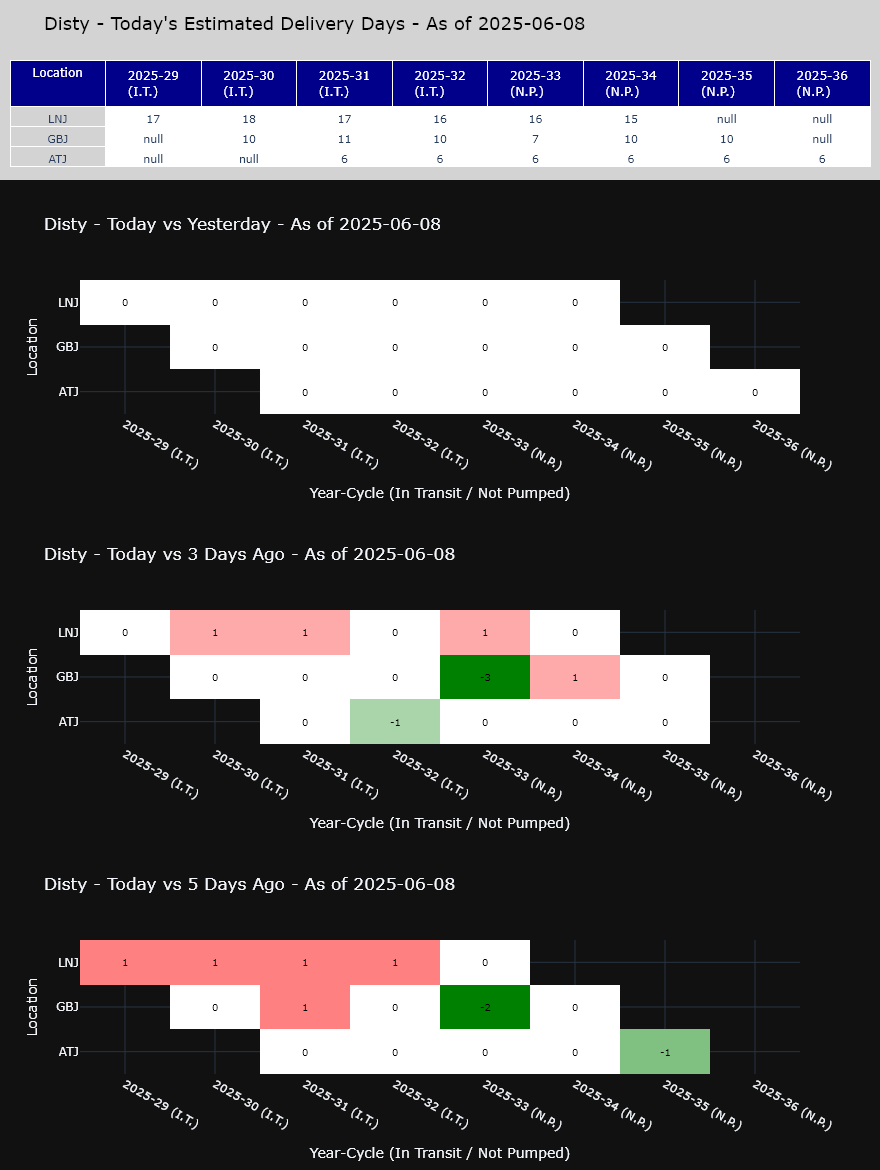 Disty - Today's Estimated Delivery Days - As of 2025-06-08
Location 2025-29 (I.T.) 2025-30 (I.T.) 2025-31 (I.T.) 2025-32 (I.T.) 2025-33 (N.P.) 2025-34 (N.P.) 2025-35 (N.P.) 2025-36 (N.P.)
LNJ 17 18 17 16 16 15 null null
GBJ null 10 11 10 7 10 10 null
ATJ null null 6 6 6 6 6 6
Disty - Today vs Yesterday - As of 2025-06-08
Location
LNJ 0 0 0 0 0 0
GBJ 0 0 0 0 0 0
ATJ 0 0 0 0 0 0
2025-29 (I.T.) 2025-30 (I.T.) 2025-31 (I.T.) 2025-32 (I.T.) 2025-33 (N.P.) 2025-34 (N.P.) 2025-35 (N.P.) 2025-36 (N.P.)
Year-Cycle (In Transit / Not Pumped)
Disty - Today vs 3 Days Ago - As of 2025-06-08
Location
LNJ 0 1 1 0 1 0
GBJ 0 0 0 -3 1 0
ATJ 0 -1 0 0 0
2025-29 (I.T.) 2025-30 (I.T.) 2025-31 (I.T.) 2025-32 (I.T.) 2025-33 (N.P.) 2025-34 (N.P.) 2025-35 (N.P.) 2025-36 (N.P.)
Year-Cycle (In Transit / Not Pumped)
Disty - Today vs 5 Days Ago - As of 2025-06-08
Location
LNJ 1 1 1 1 0
GBJ 0 1 0 -2 0
ATJ 0 0 0 0 -1
2025-29 (I.T.) 2025-30 (I.T.) 2025-31 (I.T.) 2025-32 (I.T.) 2025-33 (N.P.) 2025-34 (N.P.) 2025-35 (N.P.) 2025-36 (N.P.)
Year-Cycle (In Transit / Not Pumped)